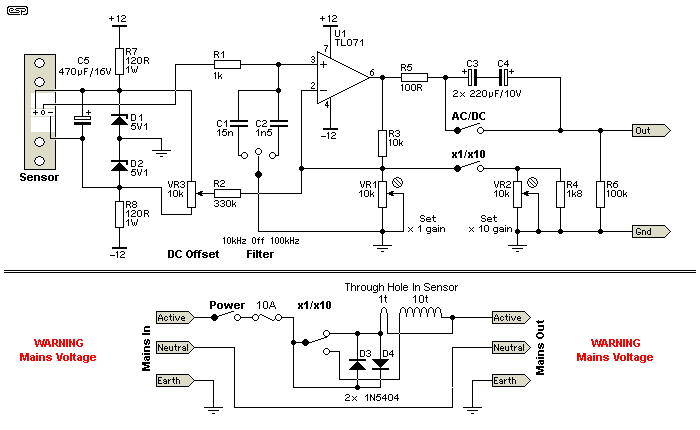 esp
+12
U1
TL071
C5
470µF/16V
R7
120R
1W
R1
1k
7
3
+
2
−
6
4
-12
R5
100R
C3
C4
+
+
2× 220µF/10V
+ o −
+
D1
5V1
C1
15n
C2
1n5
AC/DC
Out
R3
10k
D2
5V1
x1/x10
Sensor
VR3
10k
R2
330k
VR1
10k
VR2
10k
R4
1k8
R6
100k
R8
120R
1W
Set
× 1 gain
Set
× 10 gain
Gnd
-12
10kHz Off 100kHz
DC Offset
Filter
Through Hole In Sensor
Power
10A
x1/x10
1t
10t
Active
Active
WARNING
Mains Voltage
Mains In
Neutral
D3
D4
Neutral
Mains Out
WARNING
Mains Voltage
Earth
2× 1N5404
Earth